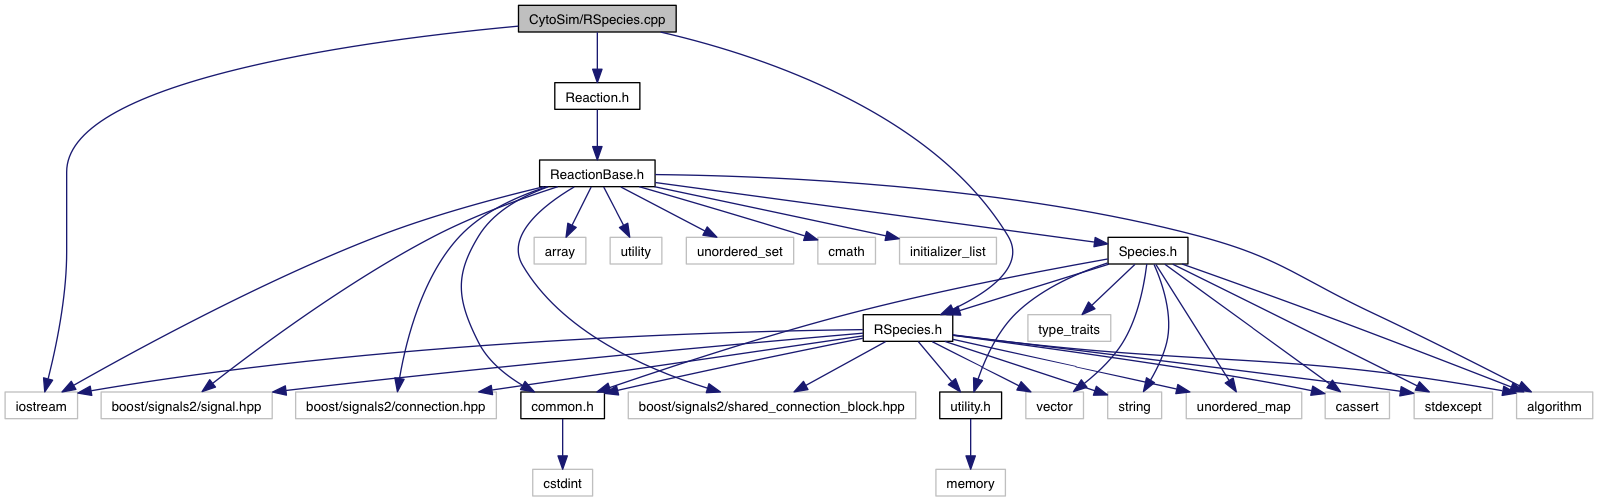 CytoSim/RSpecies.cpp
Reaction.h
ReactionBase.h
array
utility
unordered_set
cmath
initializer_list
Species.h
RSpecies.h
type_traits
iostream
boost/signals2/signal.hpp
boost/signals2/connection.hpp
common.h
boost/signals2/shared_connection_block.hpp
utility.h
vector
string
unordered_map
cassert
stdexcept
algorithm
cstdint
memory